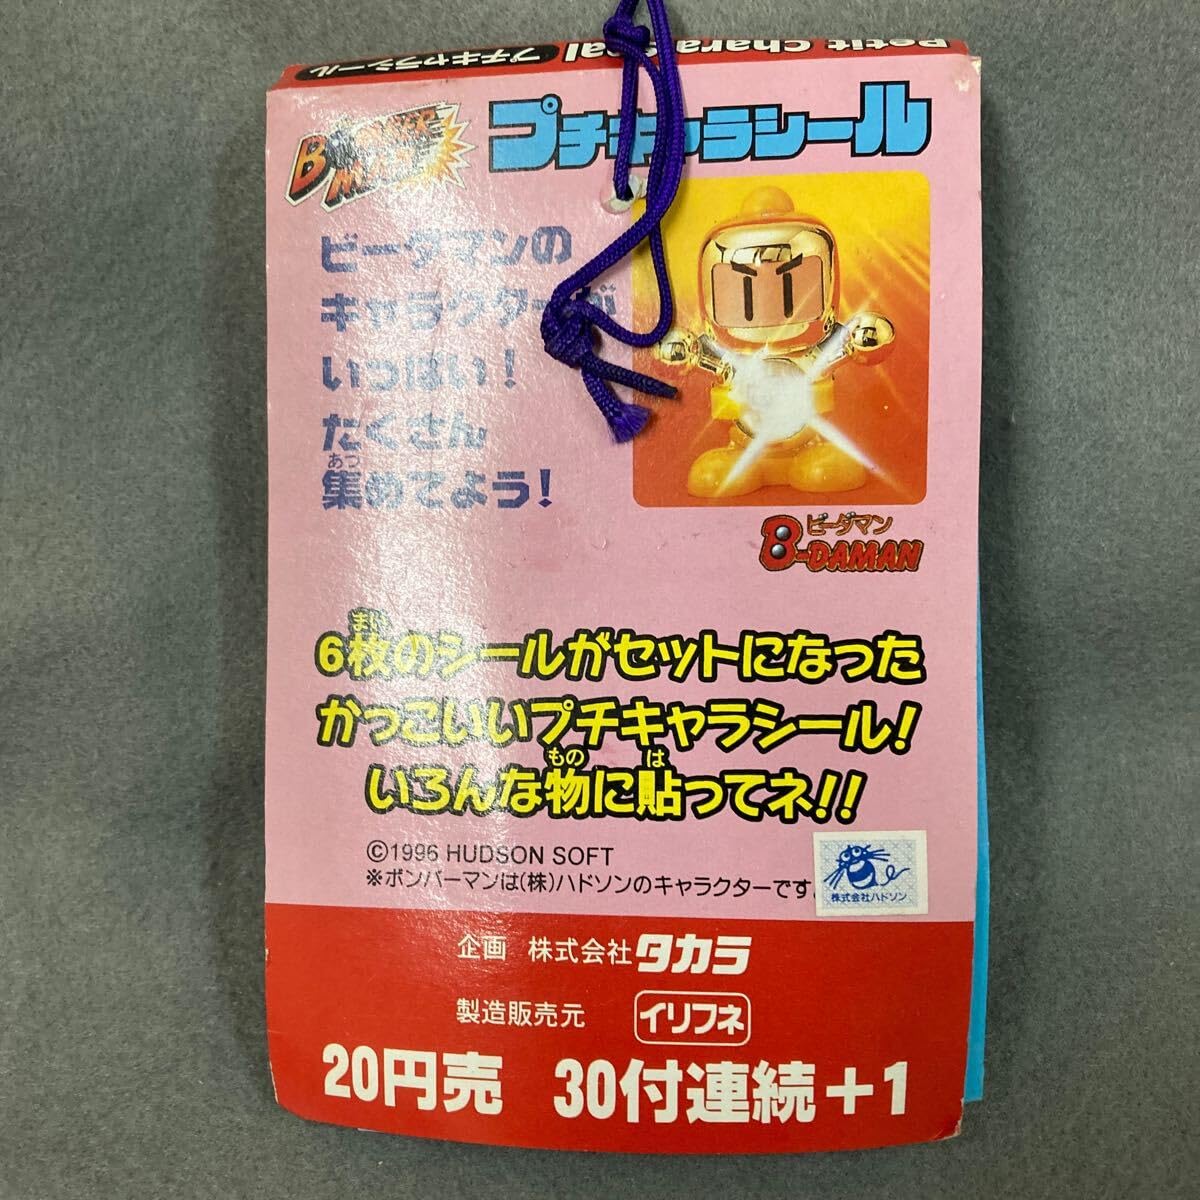 Petit Chara Seal
プチキャラシール
BOMBER MAN
プチキャラシール
ビーダマンの
キャラクターが
いっぱい！
たくさん
あつ
集めてよう！
ビーダマン
B-DAMAN
まい
6枚のシールがセットになった
かっこいいプチキャラシール！
もの は
いろんな物に貼ってネ！！
©1996 HUDSON SOFT
※ボンバーマンは(株)ハドソンのキャラクターです。
株式会社ハドソン
企画 株式会社タカラ
製造販売元 イリフネ
20円売 30付連続＋1